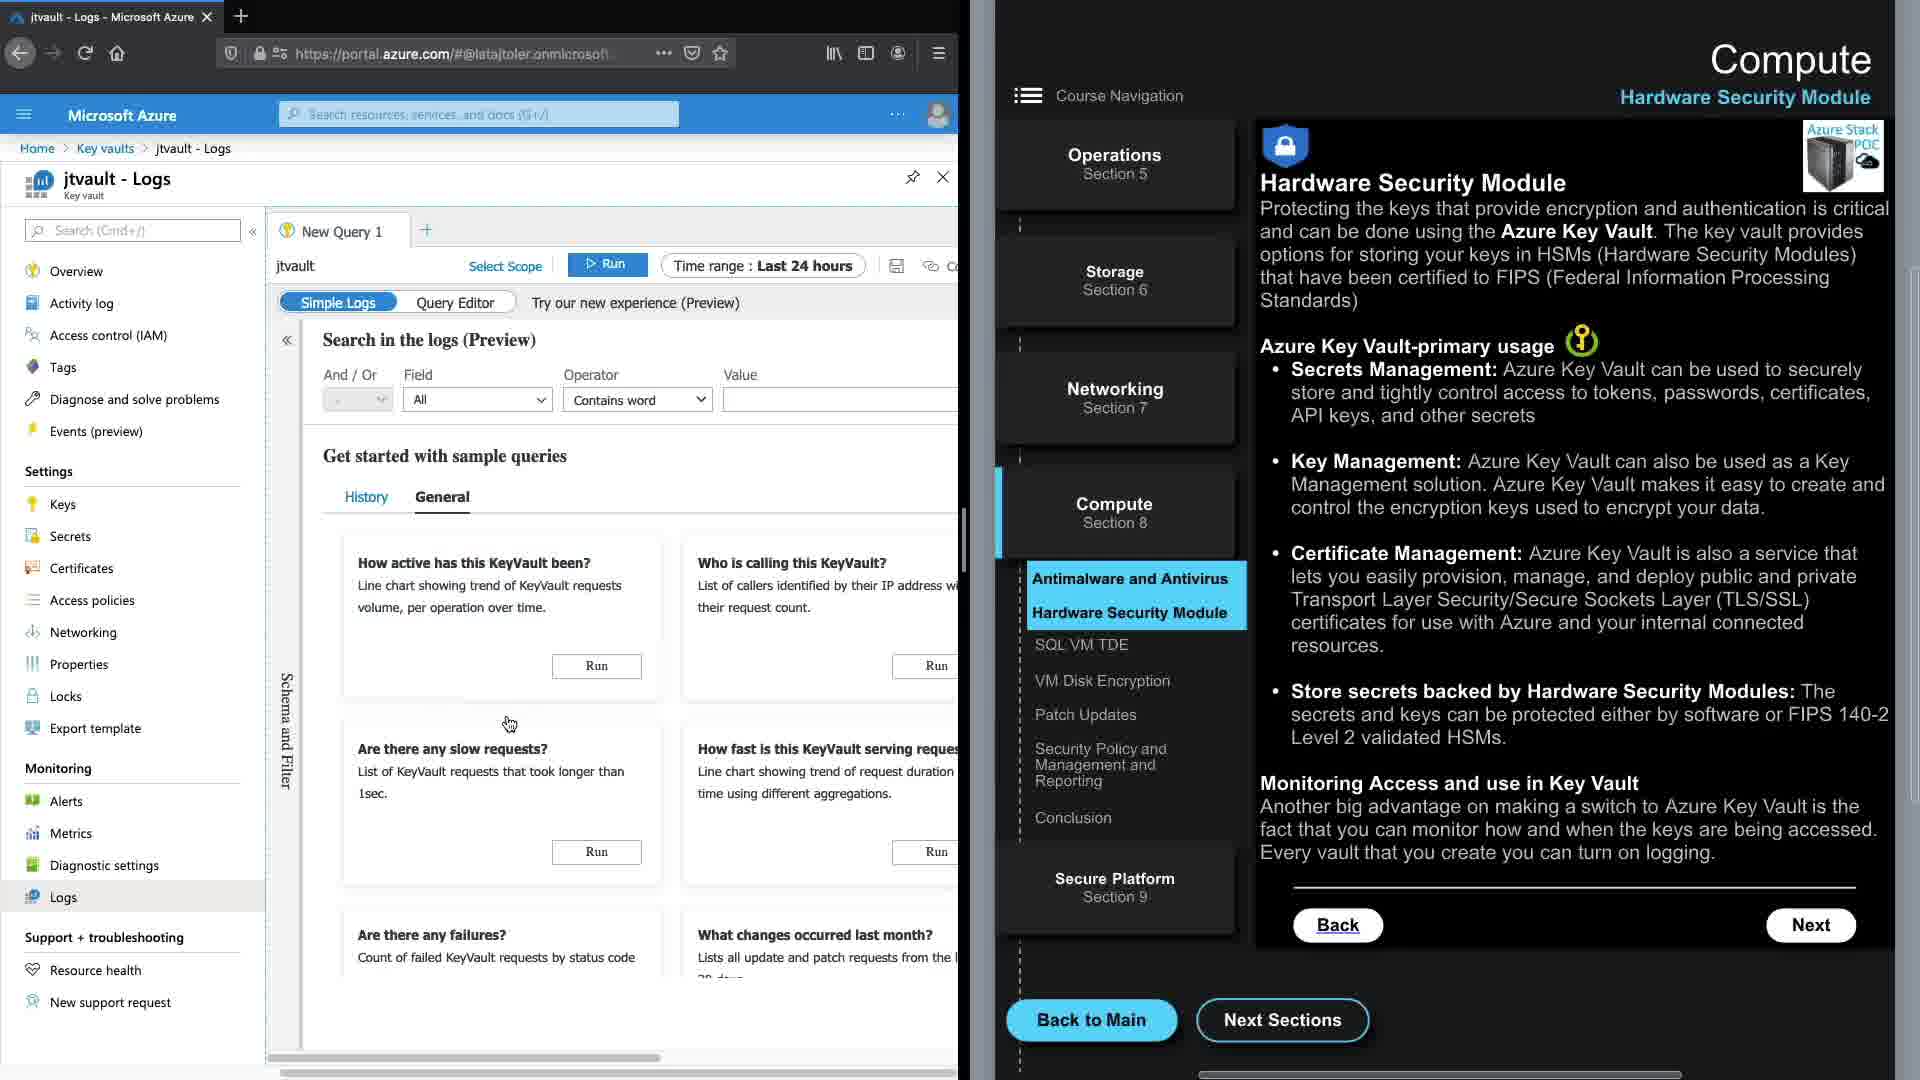 jtvault - Logs - Microsoft Azure
https://portal.azure.com/#@latajtoler.onmicrosoft
Microsoft Azure
Search resources, services, and docs (G+/)
Home > Key vaults > jtvault - Logs
jtvault - Logs
Key vault
Search (Cmd+/)
Overview
Activity log
Access control (IAM)
Tags
Diagnose and solve problems
Events (preview)
Settings
Keys
Secrets
Certificates
Access policies
Networking
Properties
Locks
Export template
Monitoring
Alerts
Metrics
Diagnostic settings
Logs
Support + troubleshooting
Resource health
New support request
New Query 1
jtvault
Select Scope
Run
Time range : Last 24 hours
Co
Simple Logs
Query Editor
Try our new experience (Preview)
Schema and Filter
Search in the logs (Preview)
And / Or
Field
Operator
Value
-
All
Contains word
Get started with sample queries
History
General
How active has this KeyVault been?
Line chart showing trend of KeyVault requests
volume, per operation over time.
Run
Who is calling this KeyVault?
List of callers identified by their IP address wi
their request count.
Run
Are there any slow requests?
List of KeyVault requests that took longer than
1sec.
Run
How fast is this KeyVault serving reques
Line chart showing trend of request duration
time using different aggregations.
Run
Are there any failures?
Count of failed KeyVault requests by status code
What changes occurred last month?
Lists all update and patch requests from the l
30 days.
Compute
Hardware Security Module
Course Navigation
Operations
Section 5
Storage
Section 6
Networking
Section 7
Compute
Section 8
Antimalware and Antivirus
Hardware Security Module
SQL VM TDE
VM Disk Encryption
Patch Updates
Security Policy and
Management and
Reporting
Conclusion
Secure Platform
Section 9
Azure Stack
POC
Hardware Security Module
Protecting the keys that provide encryption and authentication is critical
and can be done using the Azure Key Vault. The key vault provides
options for storing your keys in HSMs (Hardware Security Modules)
that have been certified to FIPS (Federal Information Processing
Standards)
Azure Key Vault-primary usage
• Secrets Management: Azure Key Vault can be used to securely
store and tightly control access to tokens, passwords, certificates,
API keys, and other secrets
• Key Management: Azure Key Vault can also be used as a Key
Management solution. Azure Key Vault makes it easy to create and
control the encryption keys used to encrypt your data.
• Certificate Management: Azure Key Vault is also a service that
lets you easily provision, manage, and deploy public and private
Transport Layer Security/Secure Sockets Layer (TLS/SSL)
certificates for use with Azure and your internal connected
resources.
• Store secrets backed by Hardware Security Modules: The
secrets and keys can be protected either by software or FIPS 140-2
Level 2 validated HSMs.
Monitoring Access and use in Key Vault
Another big advantage on making a switch to Azure Key Vault is the
fact that you can monitor how and when the keys are being accessed.
Every vault that you create you can turn on logging.
Back
Next
Back to Main
Next Sections